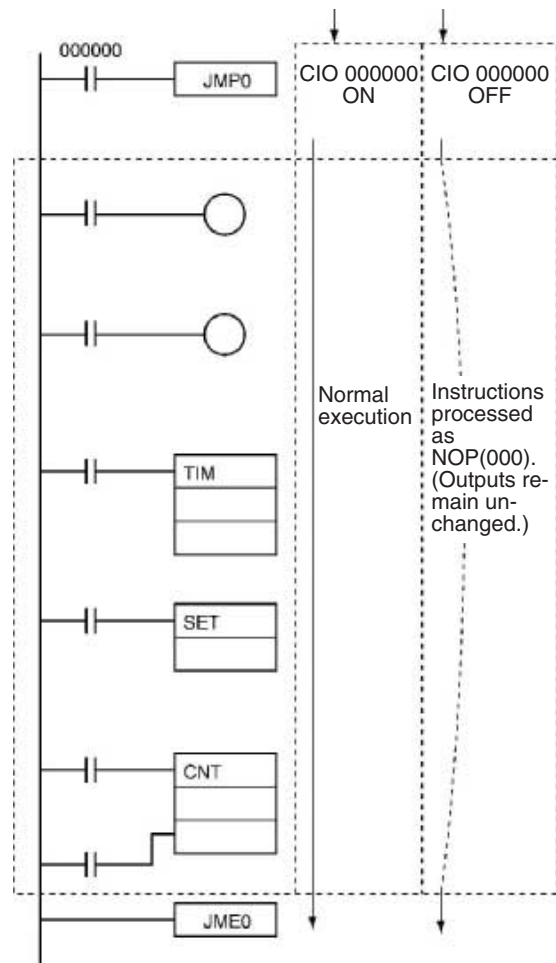 000000
JMP0
CIO 000000
ON
CIO 000000
OFF
Normal
execution
Instructions
processed
as
NOP(000).
(Outputs re-
main un-
changed.)
TIM
SET
CNT
JME0